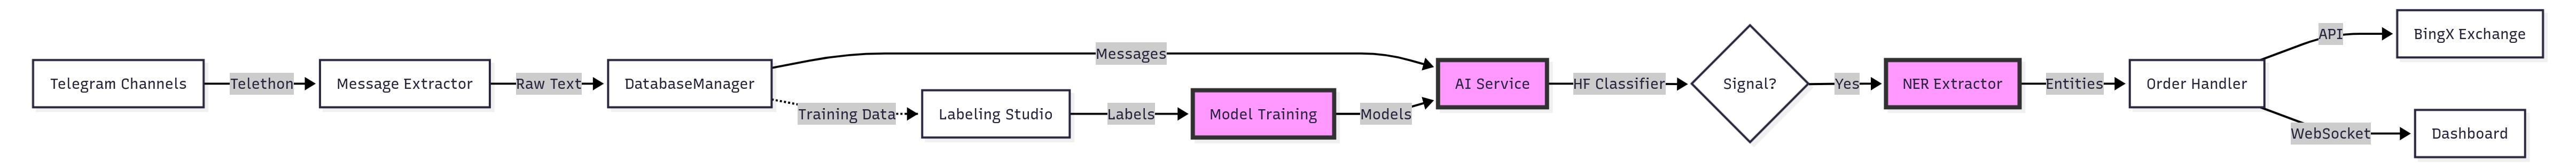 Telegram Channels
Telethon
Message Extractor
Raw Text
DatabaseManager
Messages
Training Data
Labeling Studio
Labels
Model Training
Models
AI Service
HF Classifier
Signal?
Yes
NER Extractor
Entities
Order Handler
API
BingX Exchange
WebSocket
Dashboard